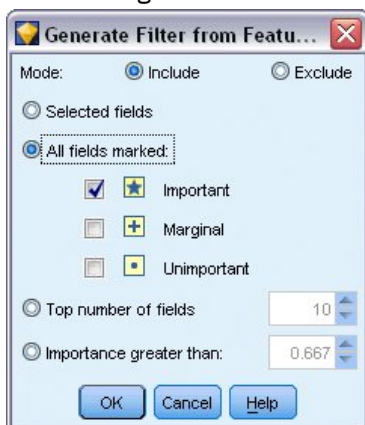 Generate Filter from Featu...
Mode: Include Exclude
Selected fields
All fields marked:
Important
Marginal
Unimportant
Top number of fields 10
Importance greater than: 0.667
OK Cancel Help